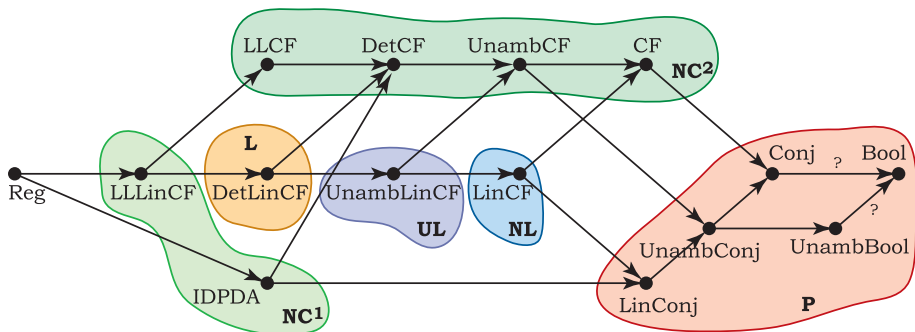 LLCF DetCF UnambCF CF
NC²
L Conj ? Bool
Reg LLLinCF DetLinCF UnambLinCF LinCF
?
UL NL UnambConj UnambBool
IDPDA LinConj
NC¹ P